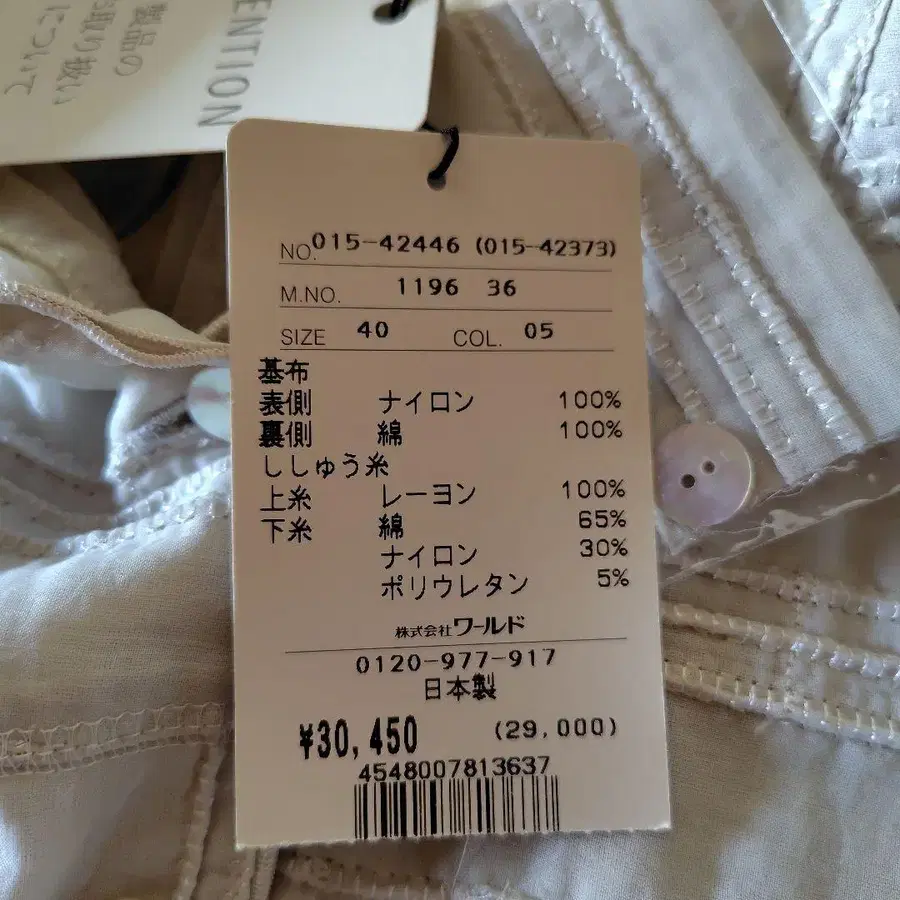 ENTION
製品の
取り扱い
について
NO. 015-42446 (015-42373)
M.NO. 1196 36
SIZE 40 COL. 05
基布
表側 ナイロン 100%
裏側 綿 100%
ししゅう糸
上糸 レーヨン 100%
下糸 綿 65%
ナイロン 30%
ポリウレタン 5%
株式会社ワールド
0120-977-917
日本製
¥30,450 (29,000)
4548007813637